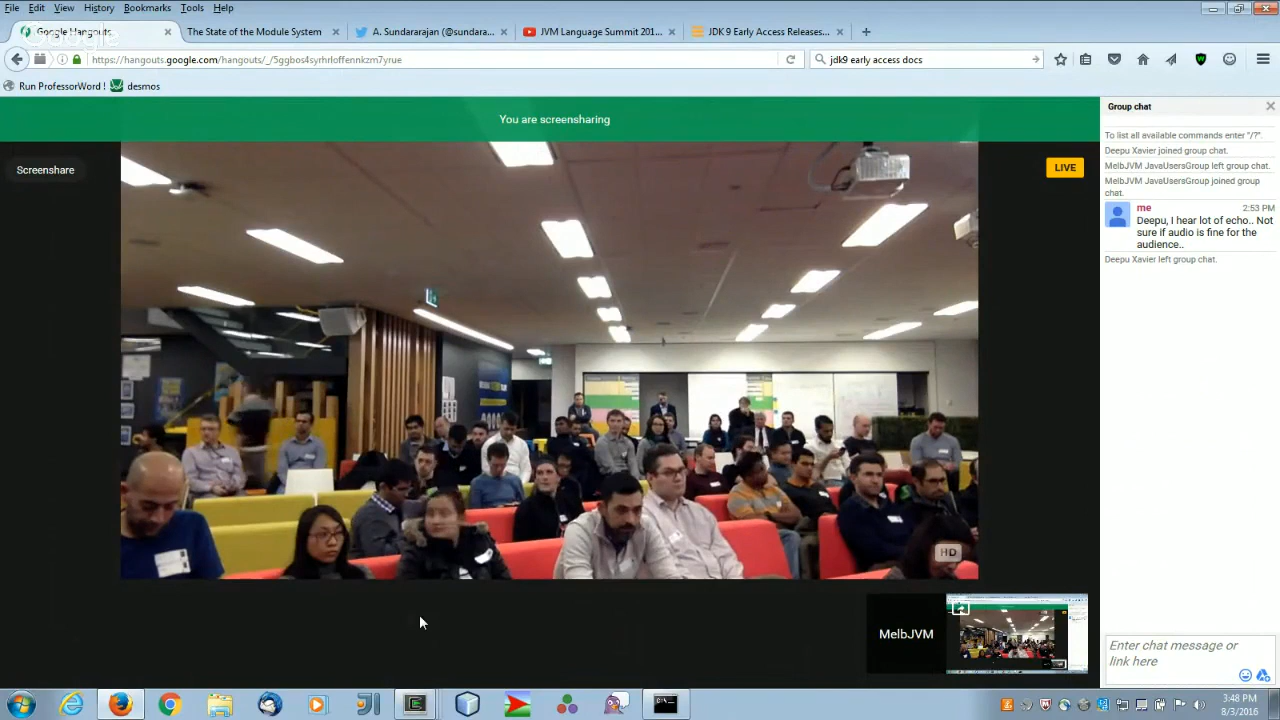 File Edit View History Bookmarks Tools Help
Google Hangouts
The State of the Module System
A. Sundararajan (@sundara...
JVM Language Summit 201...
JDK 9 Early Access Releases...
https://hangouts.google.com/hangouts/_/5ggbos4syrhrloffennkzm7yrue
jdk9 early access docs
Run ProfessorWord !
desmos
You are screensharing
Screenshare
LIVE
HD
MelbJVM
Group chat
To list all available commands enter "/?".
Deepu Xavier joined group chat.
MelbJVM JavaUsersGroup left group chat.
MelbJVM JavaUsersGroup joined group
chat.
me 2:53 PM
Deepu, I hear lot of echo.. Not
sure if audio is fine for the
audience..
Deepu Xavier left group chat.
Enter chat message or
link here
3:48 PM
8/3/2016